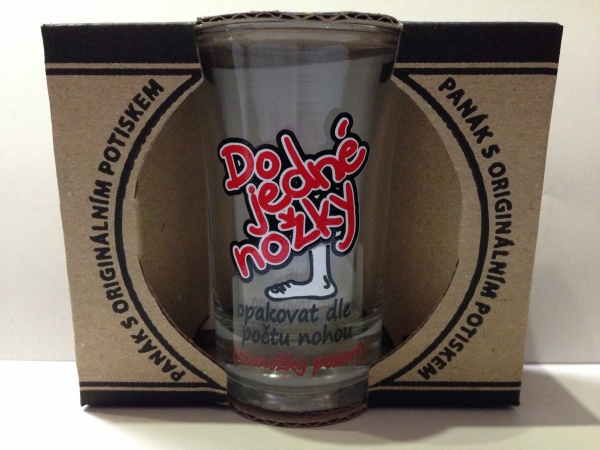 PANÁK S ORIGINÁLNÍM POTISKEM
Do
jedné
nožky
opakovat dle
počtu nohou
PANÁK S ORIGINÁLNÍM POTISKEM